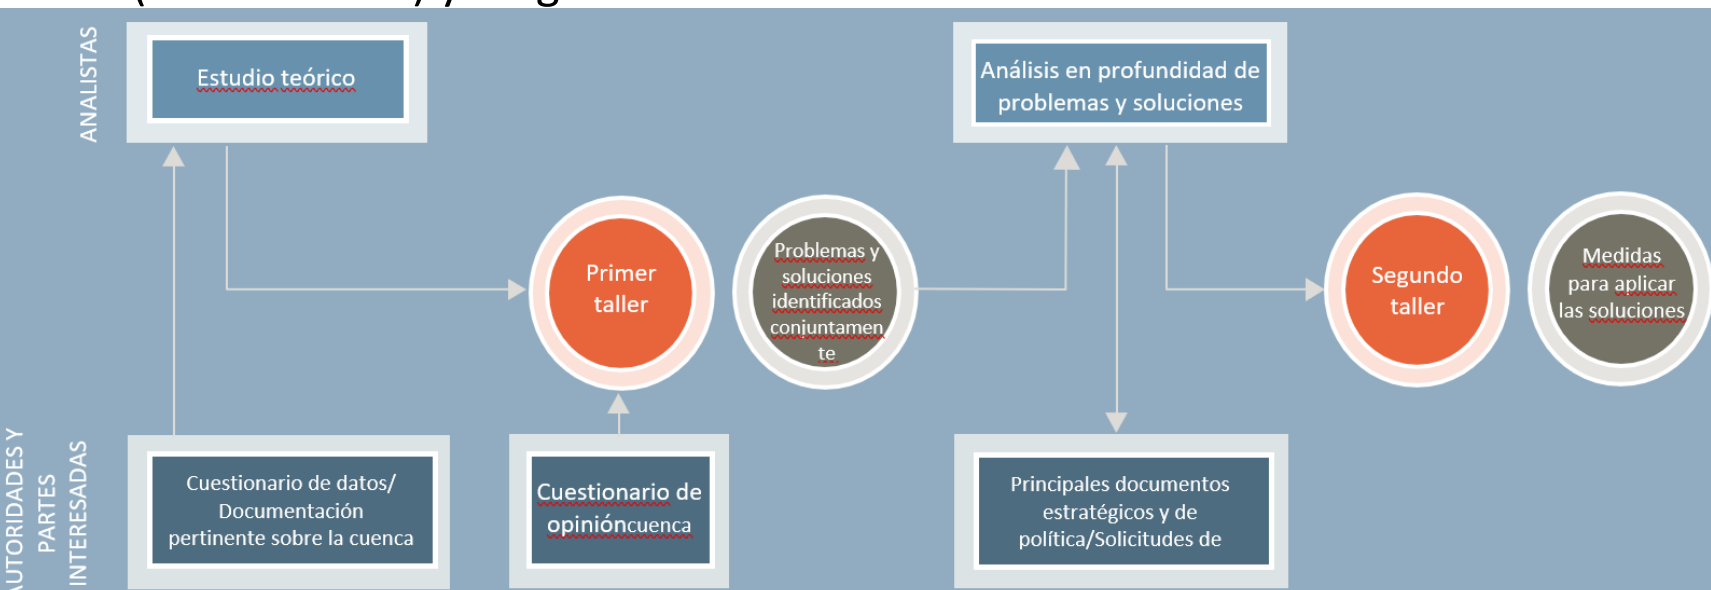 ANALISTAS
Estudio teórico
Análisis en profundidad de
problemas y soluciones
Primer
taller
Problemas y
soluciones
identificados
conjuntamen
te
Segundo
taller
Medidas
para aplicar
las soluciones
AUTORIDADES Y
PARTES
INTERESADAS
Cuestionario de datos/
Documentación
pertinente sobre la cuenca
Cuestionario de
opinióncuenca
Principales documentos
estratégicos y de
política/Solicitudes de